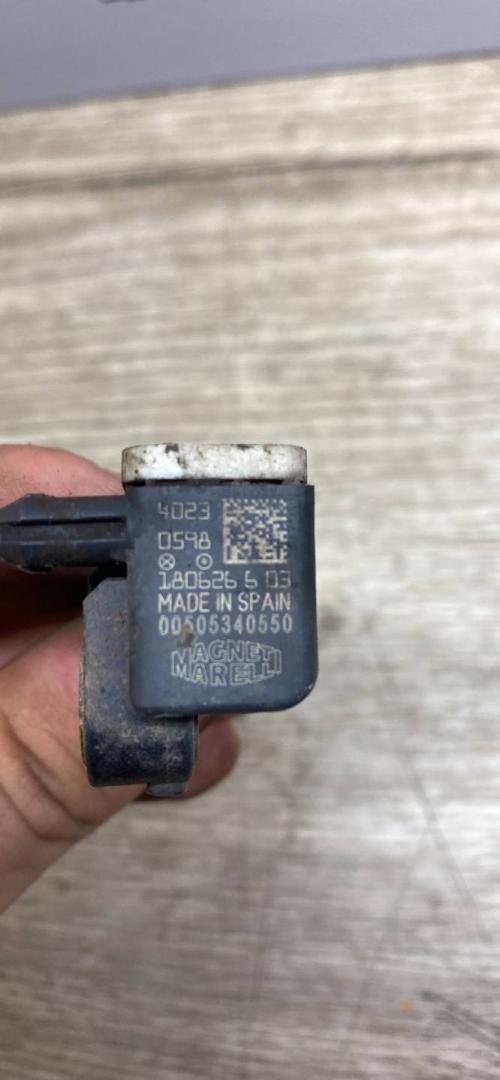 4023
0598
180626 6 03
MADE IN SPAIN
00505340550
MAGNETI
MARELLI